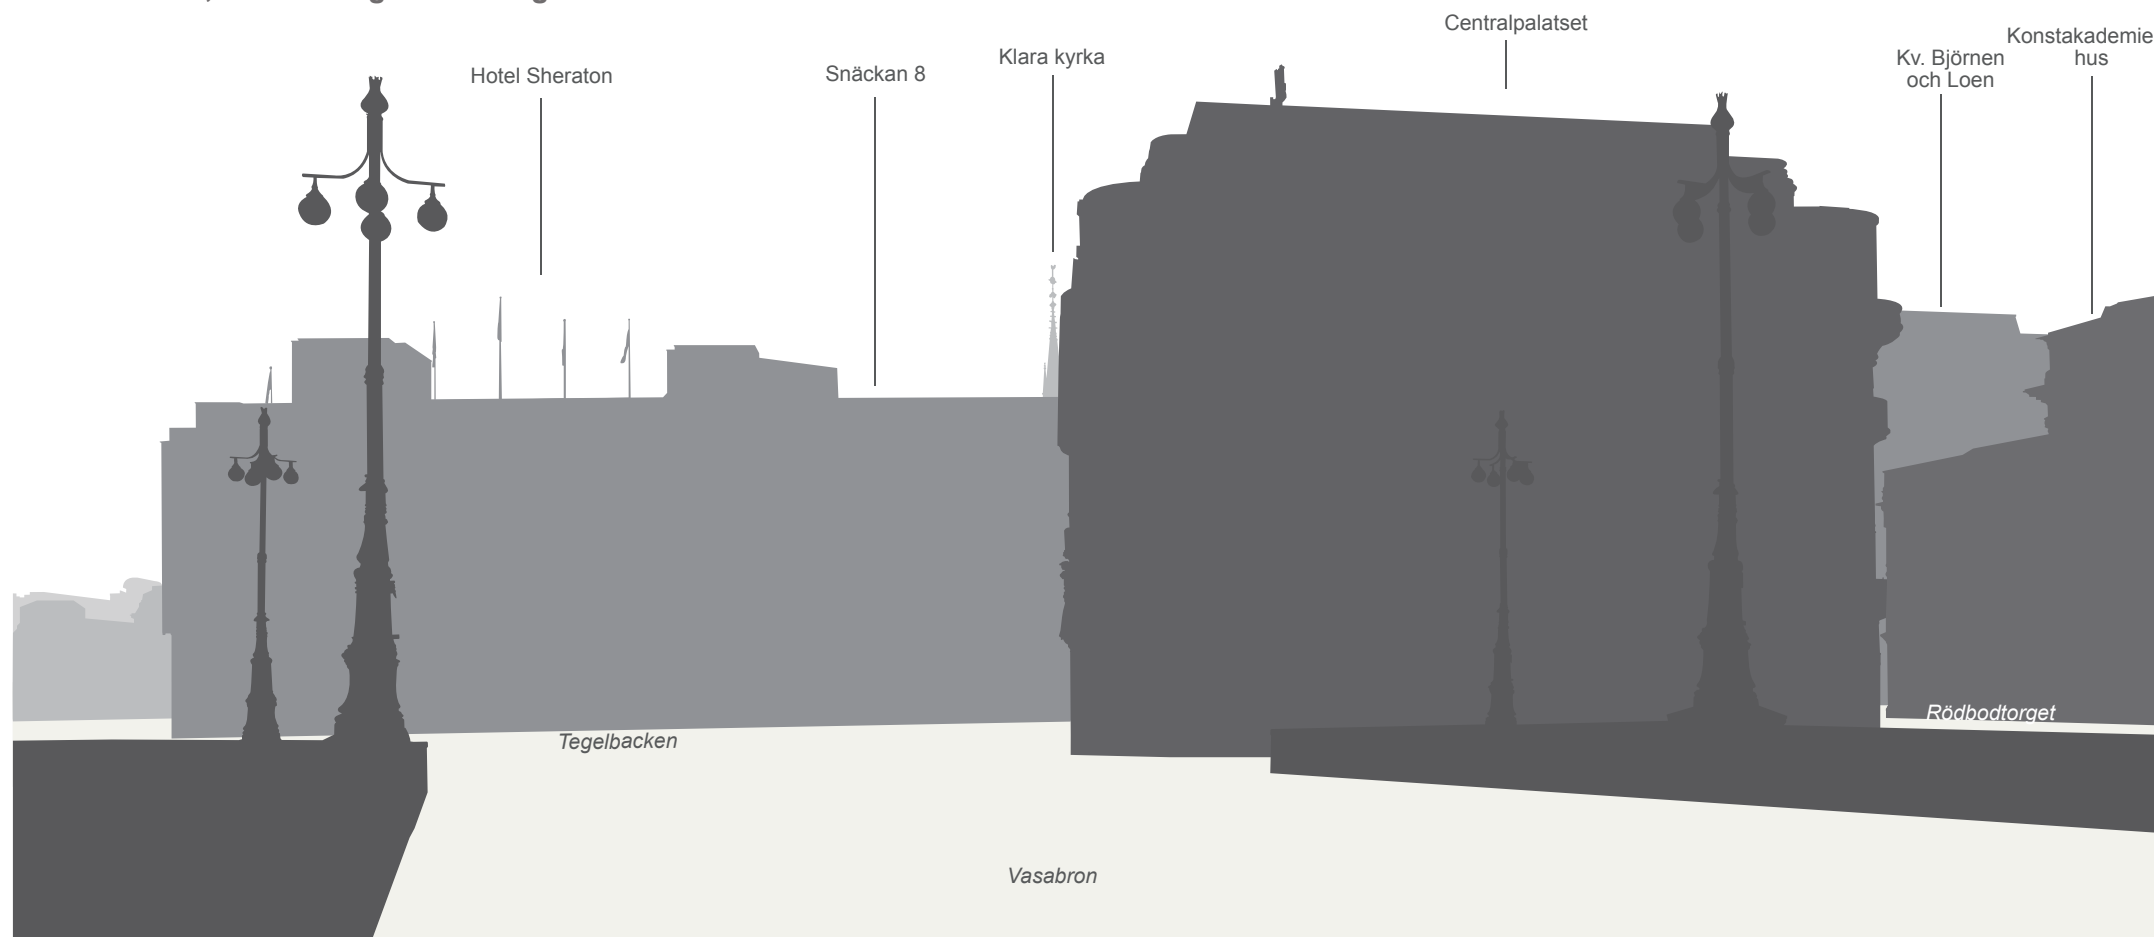 Centralpalatset
Konstakademie
hus
Klara kyrka
Kv. Björnen
och Loen
Snäckan 8
Hotel Sheraton
Rödbodtorget
Tegelbacken
Vasabron